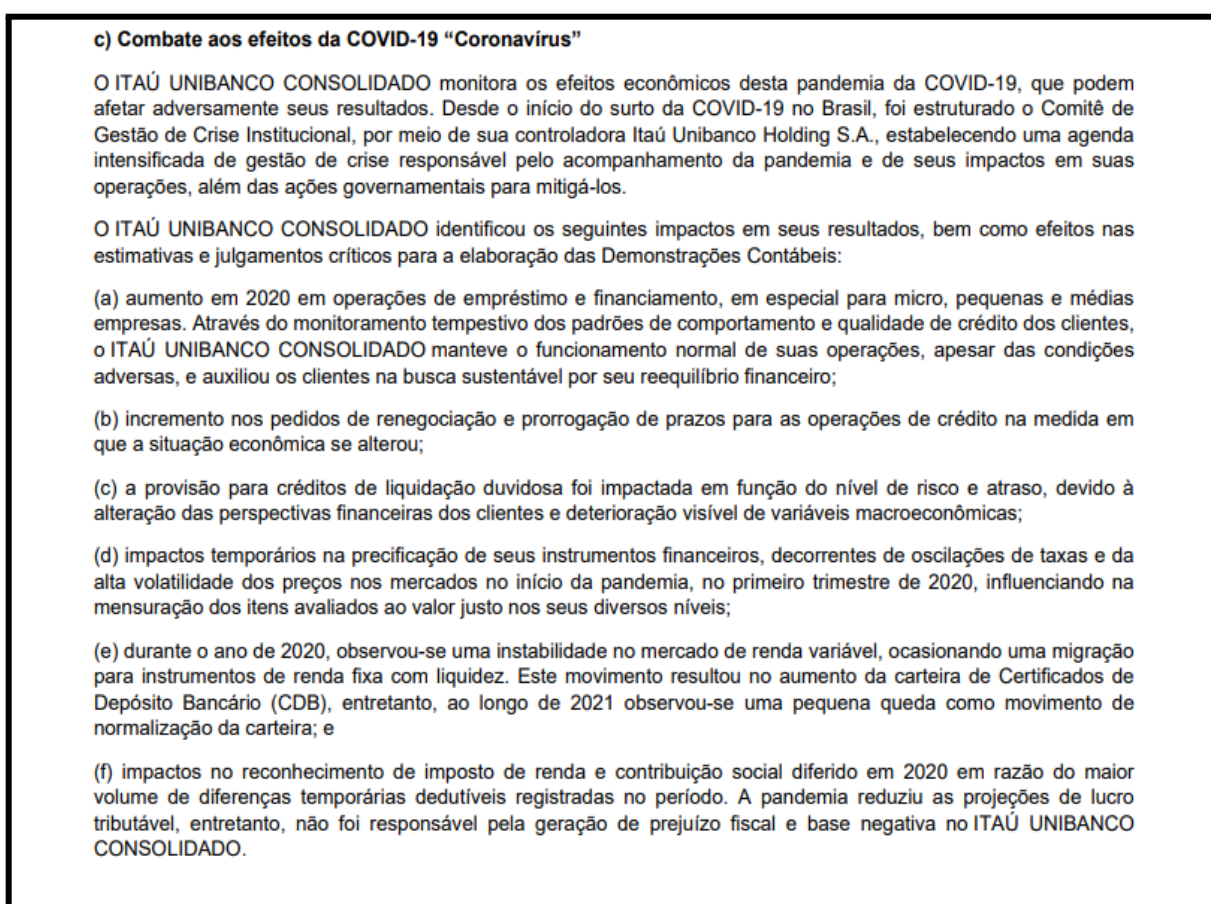 c) Combate aos efeitos da COVID-19 “Coronavírus”
O ITAÚ UNIBANCO CONSOLIDADO monitora os efeitos econômicos desta pandemia da COVID-19, que podem
afetar adversamente seus resultados. Desde o início do surto da COVID-19 no Brasil, foi estruturado o Comitê de
Gestão de Crise Institucional, por meio de sua controladora Itaú Unibanco Holding S.A., estabelecendo uma agenda
intensificada de gestão de crise responsável pelo acompanhamento da pandemia e de seus impactos em suas
operações, além das ações governamentais para mitigá-los.
O ITAÚ UNIBANCO CONSOLIDADO identificou os seguintes impactos em seus resultados, bem como efeitos nas
estimativas e julgamentos críticos para a elaboração das Demonstrações Contábeis:
(a) aumento em 2020 em operações de empréstimo e financiamento, em especial para micro, pequenas e médias
empresas. Através do monitoramento tempestivo dos padrões de comportamento e qualidade de crédito dos clientes,
o ITAÚ UNIBANCO CONSOLIDADO manteve o funcionamento normal de suas operações, apesar das condições
adversas, e auxiliou os clientes na busca sustentável por seu reequilíbrio financeiro;
(b) incremento nos pedidos de renegociação e prorrogação de prazos para as operações de crédito na medida em
que a situação econômica se alterou;
(c) a provisão para créditos de liquidação duvidosa foi impactada em função do nível de risco e atraso, devido à
alteração das perspectivas financeiras dos clientes e deterioração visível de variáveis macroeconômicas;
(d) impactos temporários na precificação de seus instrumentos financeiros, decorrentes de oscilações de taxas e da
alta volatilidade dos preços nos mercados no início da pandemia, no primeiro trimestre de 2020, influenciando na
mensuração dos itens avaliados ao valor justo nos seus diversos níveis;
(e) durante o ano de 2020, observou-se uma instabilidade no mercado de renda variável, ocasionando uma migração
para instrumentos de renda fixa com liquidez. Este movimento resultou no aumento da carteira de Certificados de
Depósito Bancário (CDB), entretanto, ao longo de 2021 observou-se uma pequena queda como movimento de
normalização da carteira; e
(f) impactos no reconhecimento de imposto de renda e contribuição social diferido em 2020 em razão do maior
volume de diferenças temporárias dedutíveis registradas no período. A pandemia reduziu as projeções de lucro
tributável, entretanto, não foi responsável pela geração de prejuízo fiscal e base negativa no ITAÚ UNIBANCO
CONSOLIDADO.